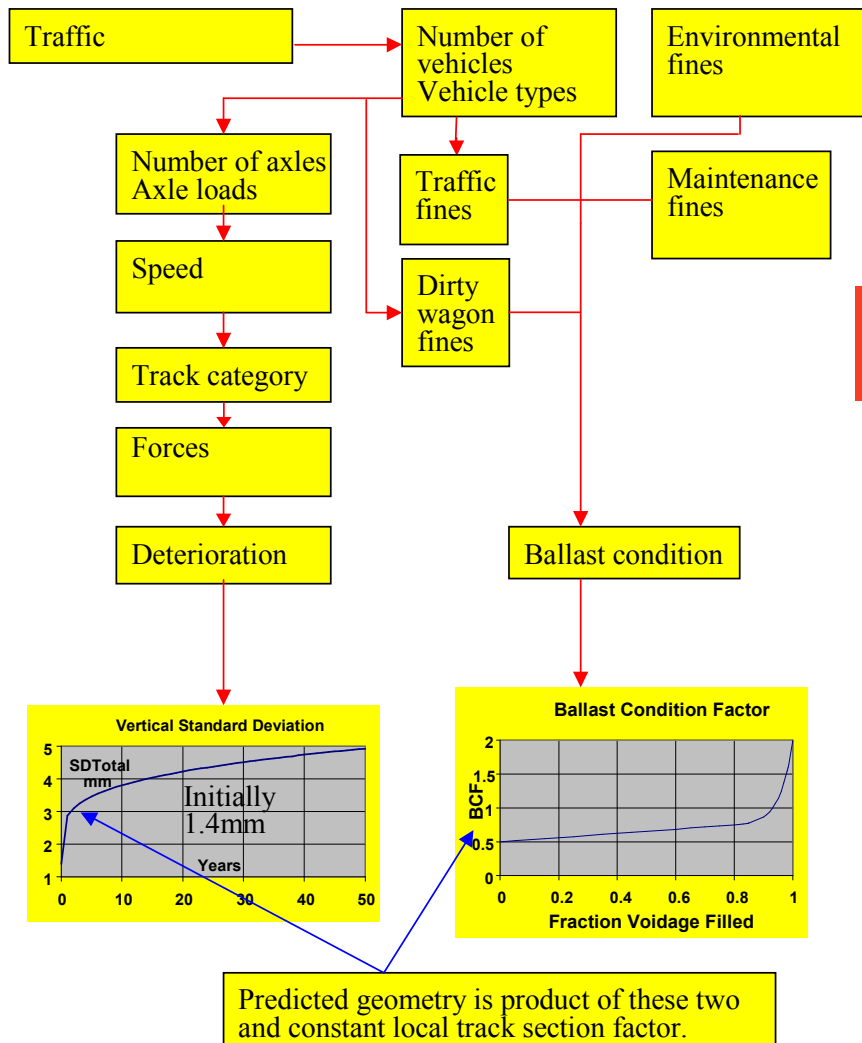 Traffic
Number of
vehicles
Vehicle types
Environmental
fines
Number of axles
Axle loads
Traffic
fines
Maintenance
fines
Speed
Dirty
wagon
fines
Track category
Forces
Deterioration
Ballast condition
Vertical Standard Deviation
5
4
3
2
1
SDTotal
mm
Initially
1.4mm
Years
0 10 20 30 40 50
Ballast Condition Factor
2
1.5
1
0.5
0
BCF
0 0.2 0.4 0.6 0.8 1
Fraction Voidage Filled
Predicted geometry is product of these two
and constant local track section factor.